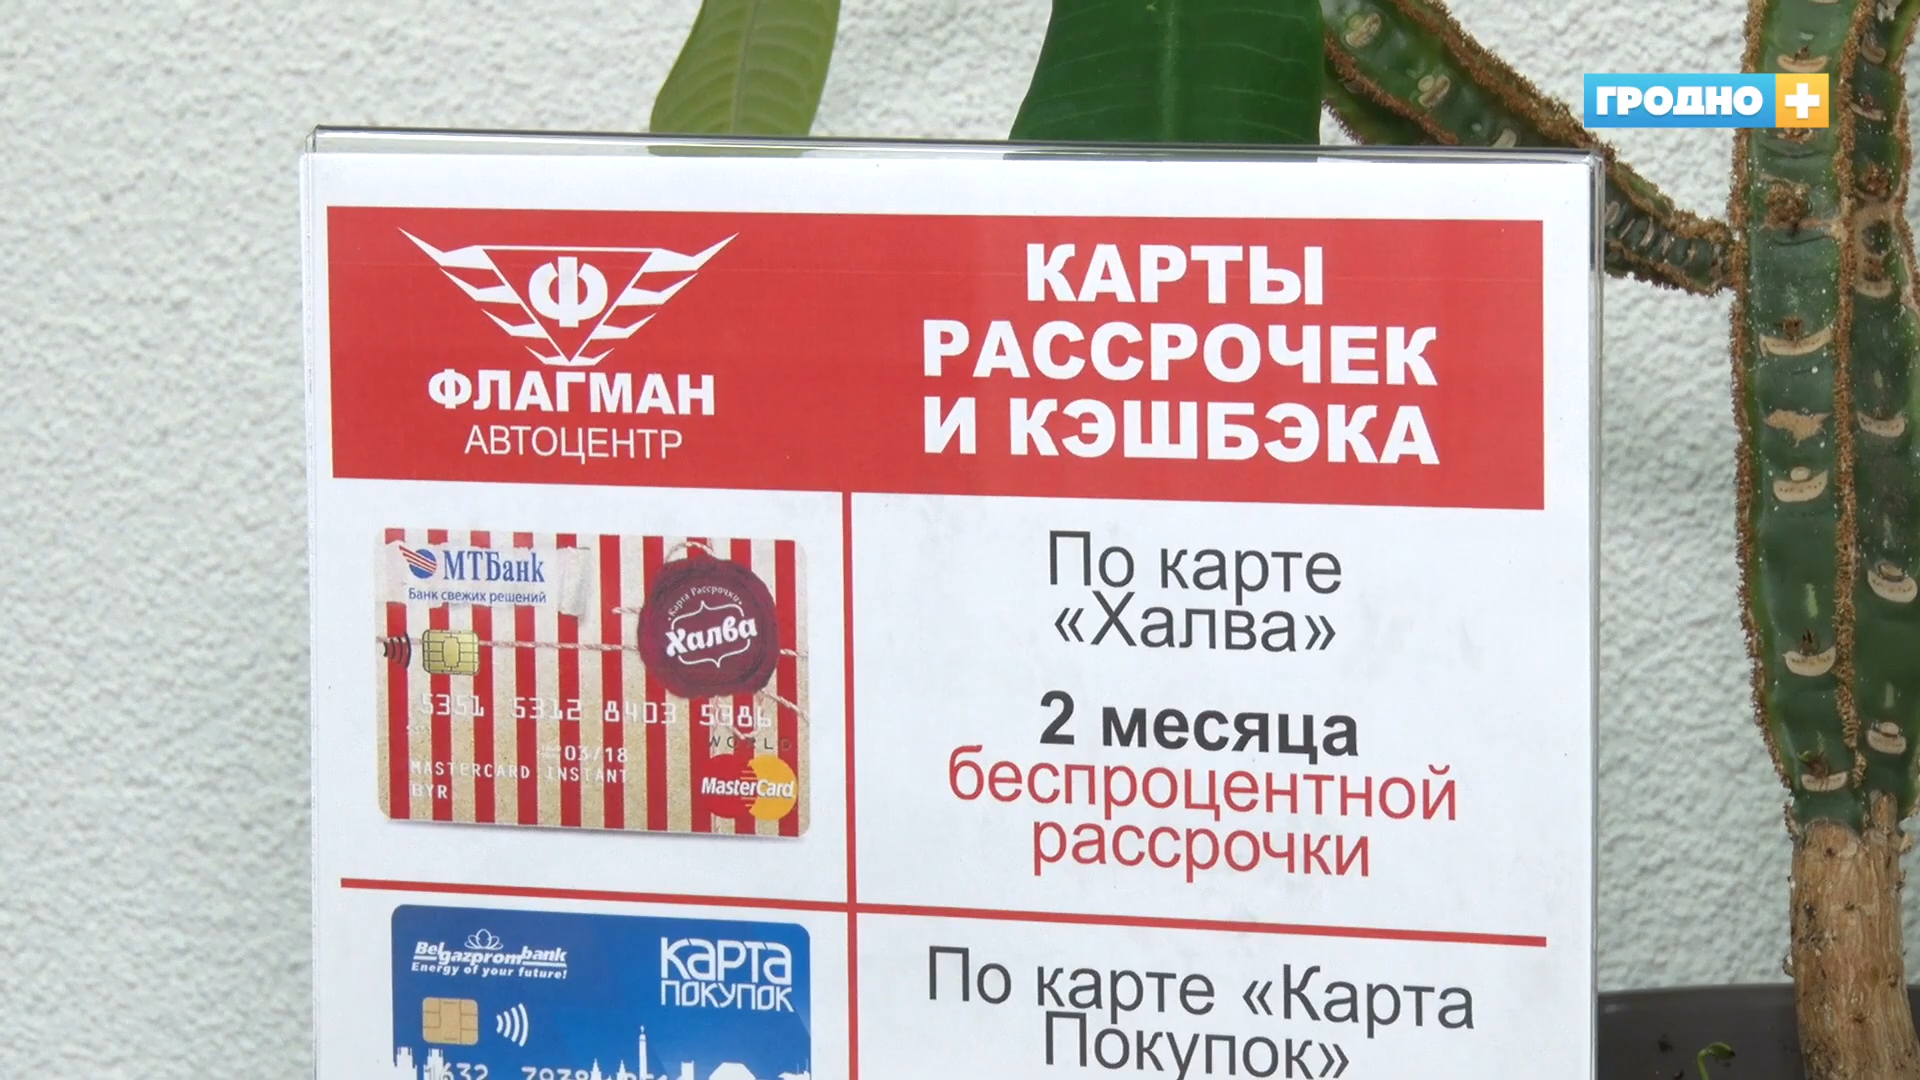 ГРОДНО +
Ф
ФЛАГМАН
АВТОЦЕНТР
КАРТЫ
РАССРОЧЕК
И КЭШБЭКА
МТБанк
Банк свежих решений
Карта Рассрочки
Халва
5351 5312 8403 5386
WORLD
03/18
MASTERCARD INSTANT
BYR
MasterCard
По карте
«Халва»
2 месяца
беспроцентной
рассрочки
Belgazprombank
Energy of your future!
КАРТА
ПОКУПОК
По карте «Карта
Покупок»